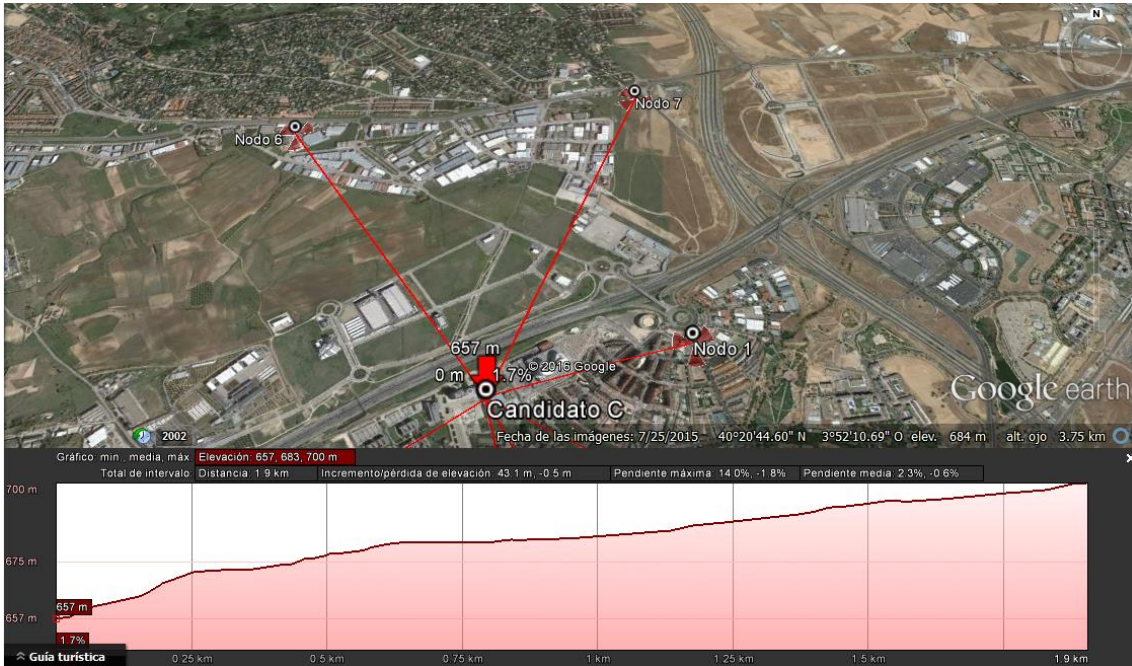 N
Nodo 7
Nodo 6
657 m
Nodo 1
0 m
1.7%
© 2016 Google
Candidato C
Google earth
2002
Fecha de las imágenes: 7/25/2015 40°20'44.60" N 3°52'10.69" O elev. 684 m alt. ojo 3.75 km
Gráfico: min., media, máx. Elevación: 657, 683, 700 m
Total de intervalo: Distancia: 1.9 km Incremento/pérdida de elevación: 43.1 m, -0.5 m Pendiente máxima: 14.0%, -1.8% Pendiente media: 2.3%, -0.6%
700 m
675 m
657 m
657 m
1.7%
Guía turística
0.25 km 0.5 km 0.75 km 1 km 1.25 km 1.5 km 1.9 km